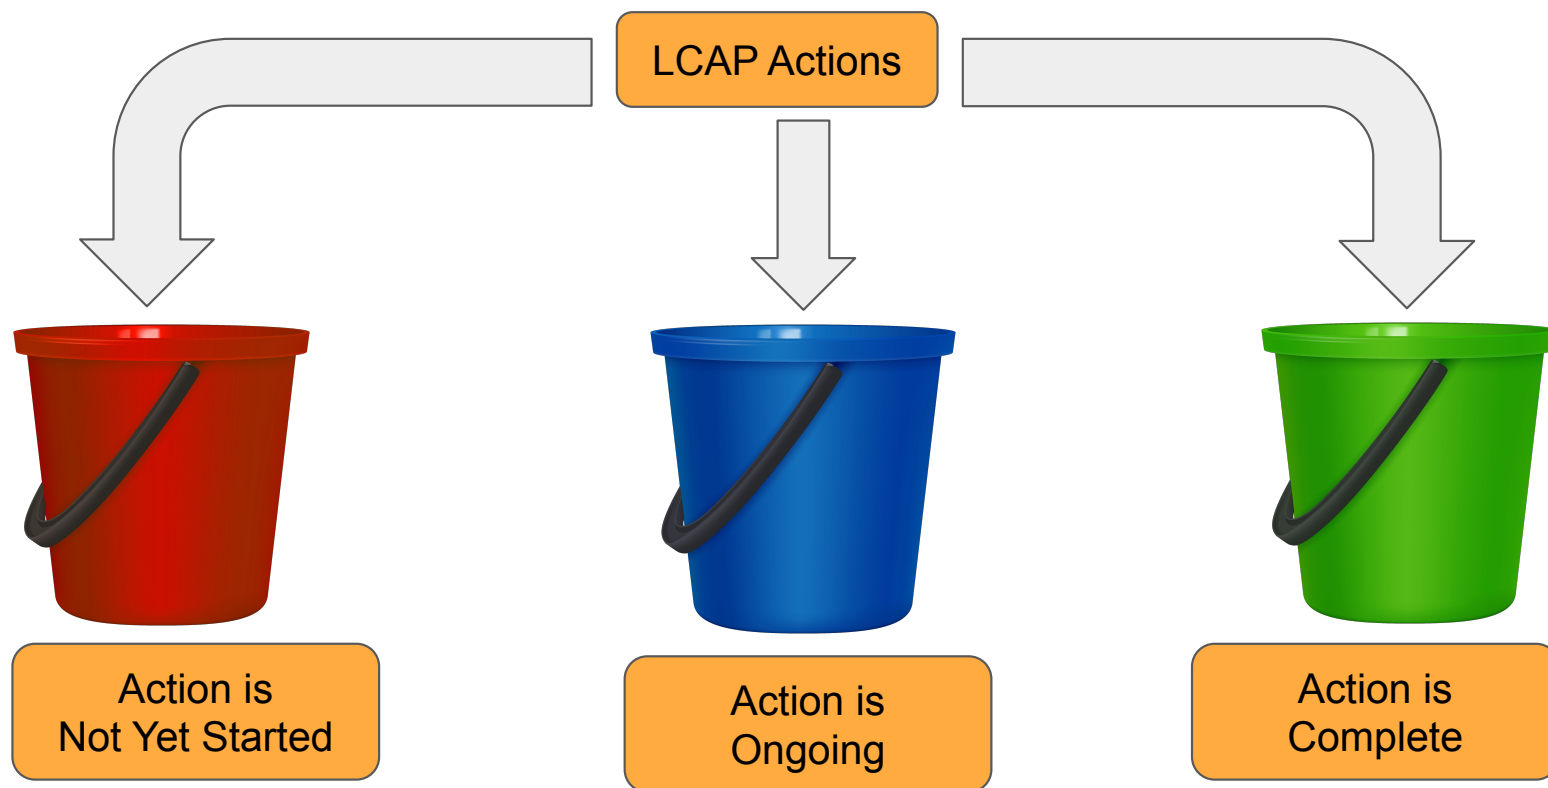 LCAP Actions
Action is
Not Yet Started
Action is
Ongoing
Action is
Complete